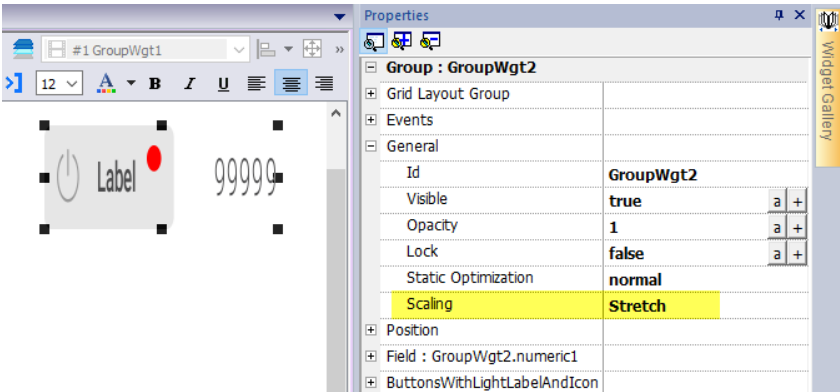 Properties
#1 GroupWgt1
»
12 A B I U
Label 99999
Group : GroupWgt2
Grid Layout Group
Events
General
Id GroupWgt2
Visible true a +
Opacity 1 a +
Lock false a +
Static Optimization normal
Scaling Stretch
Position
Field : GroupWgt2.numeric1
ButtonsWithLightLabelAndIcon
Widget Gallery